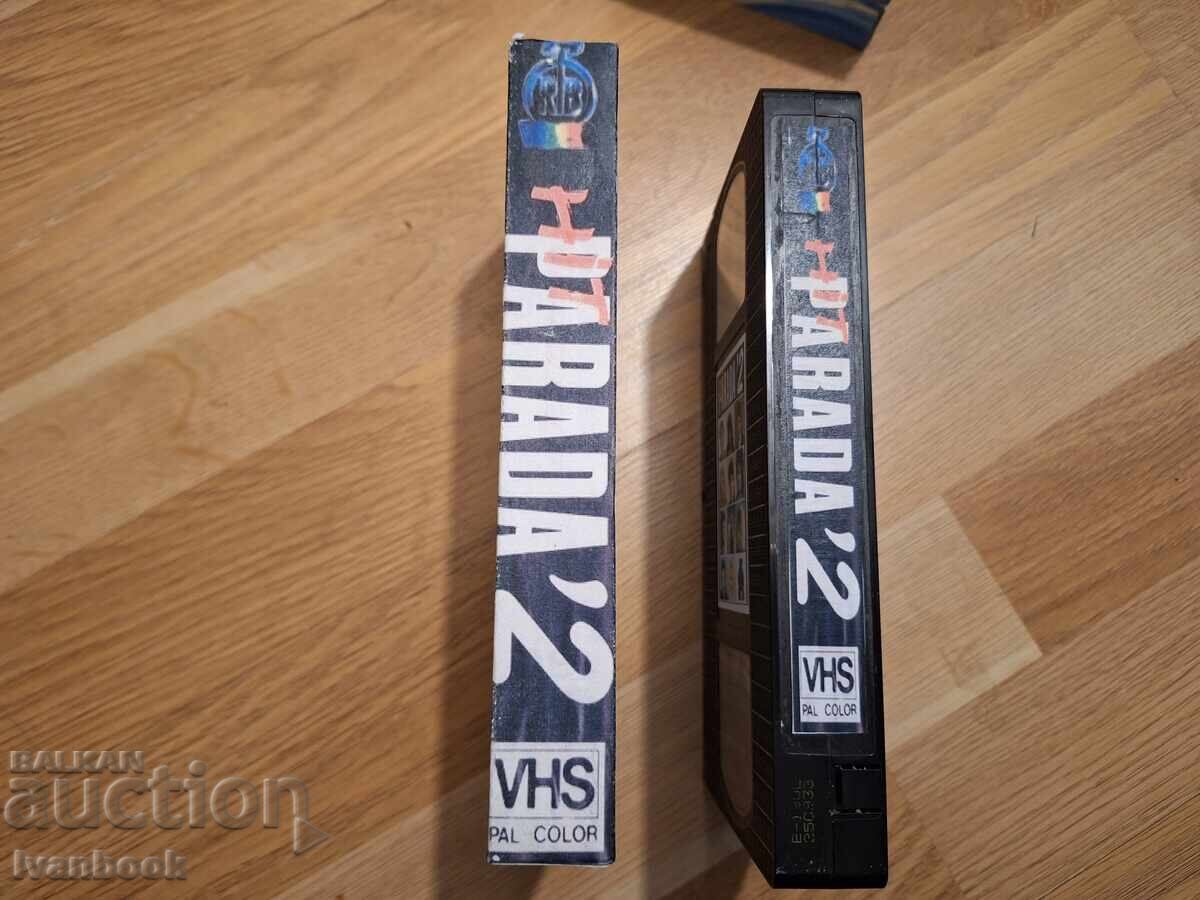 HIT
PARADA '2
VHS
PAL COLOR
HIT
PARADA '2
VHS
PAL COLOR
BALKAN
auction
Ivanbook